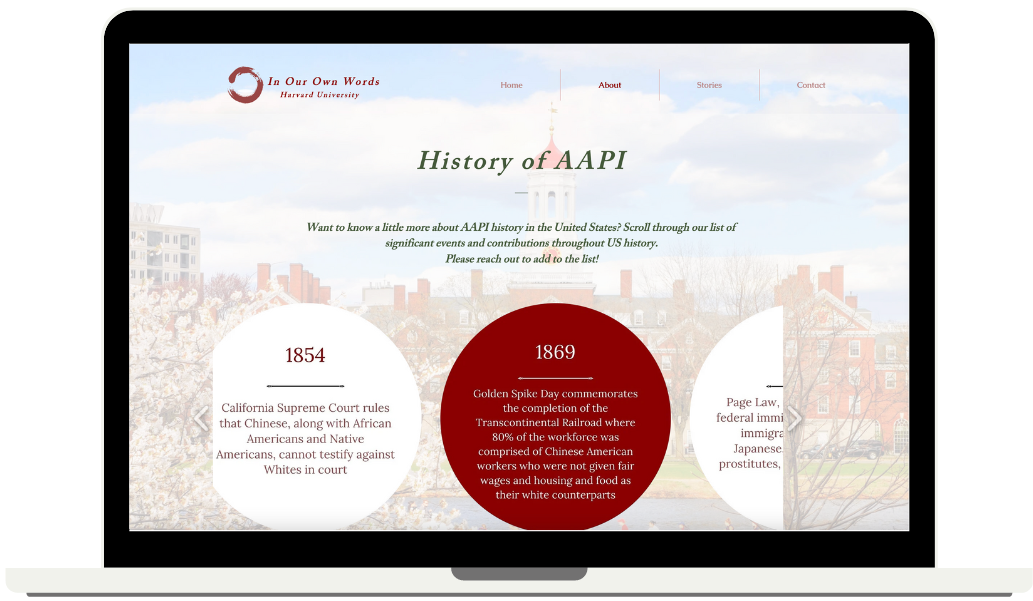 In Our Own Words
Harvard University
Home
About
Stories
Contact
History of AAPI
Want to know a little more about AAPI history in the United States? Scroll through our list of
significant events and contributions throughout US history.
Please reach out to add to the list!
1854
California Supreme Court rules
that Chinese, along with African
Americans and Native
Americans, cannot testify against
Whites in court
1869
Golden Spike Day commemorates
the completion of the
Transcontinental Railroad where
80% of the workforce was
comprised of Chinese American
workers who were not given fair
wages and housing and food as
their white counterparts
Page Law,
federal immi
immigra
Japanese
prostitutes,